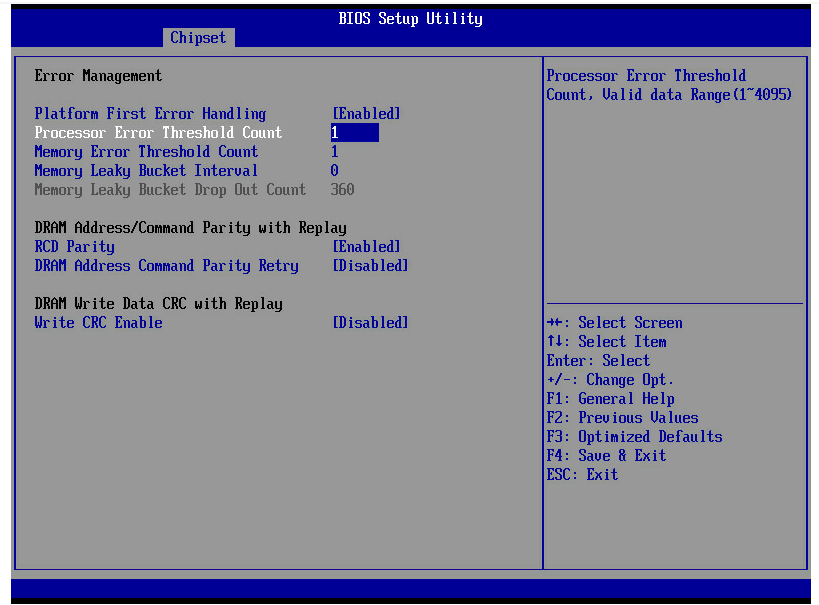 BIOS Setup Utility
Chipset
Error Management
Platform First Error Handling [Enabled]
Processor Error Threshold Count 1
Memory Error Threshold Count 1
Memory Leaky Bucket Interval 0
Memory Leaky Bucket Drop Out Count 360
DRAM Address/Command Parity with Replay
RCD Parity [Enabled]
DRAM Address Command Parity Retry [Disabled]
DRAM Write Data CRC with Replay
Write CRC Enable [Disabled]
Processor Error Threshold
Count, Valid data Range(1~4095)
→←: Select Screen
↑↓: Select Item
Enter: Select
+/-: Change Opt.
F1: General Help
F2: Previous Values
F3: Optimized Defaults
F4: Save & Exit
ESC: Exit